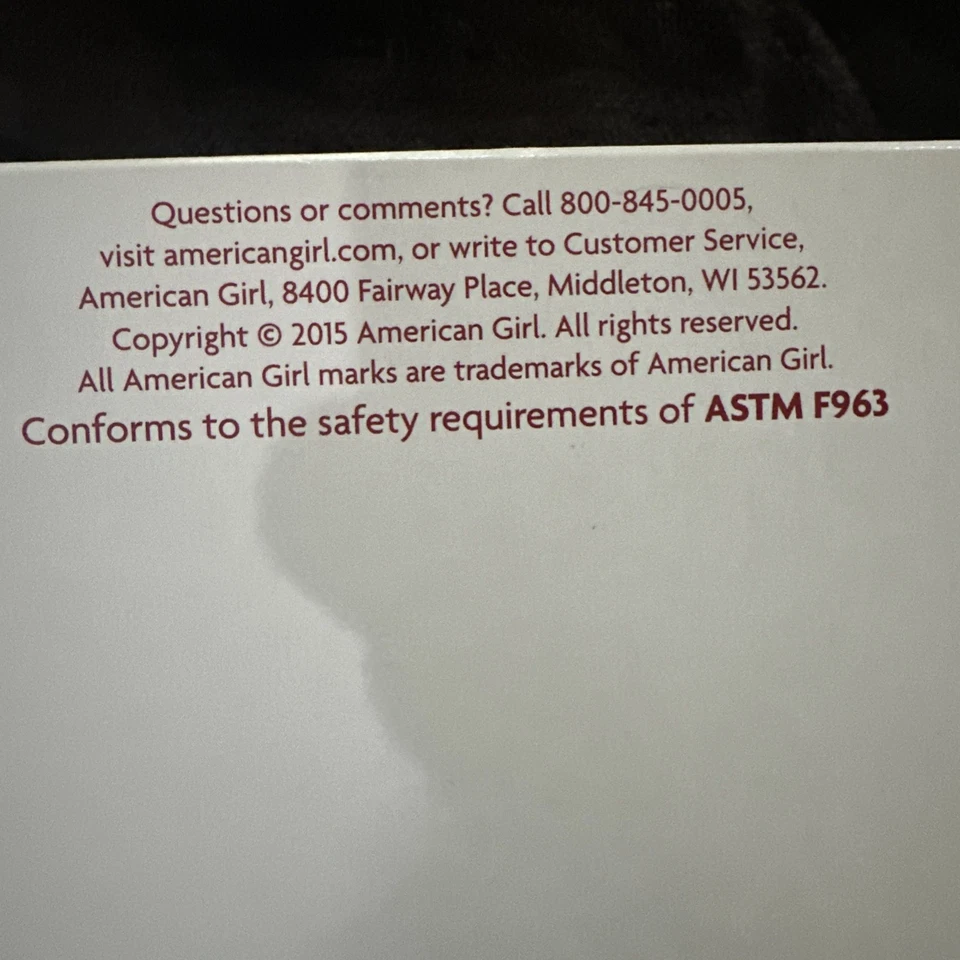 Questions or comments? Call 800-845-0005,
visit americangirl.com, or write to Customer Service,
American Girl, 8400 Fairway Place, Middleton, WI 53562.
Copyright © 2015 American Girl. All rights reserved.
All American Girl marks are trademarks of American Girl.
Conforms to the safety requirements of ASTM F963